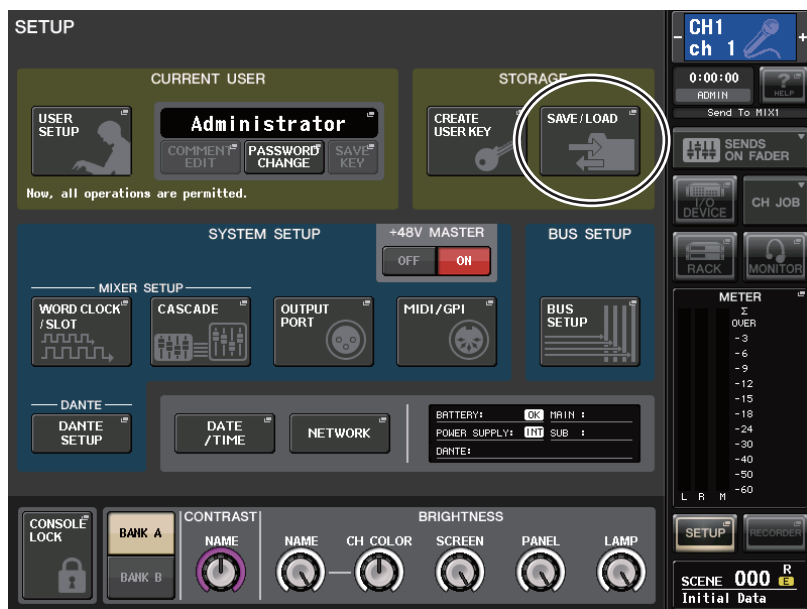 SETUP
CURRENT USER
USER
SETUP
Administrator
COMMENT
EDIT
PASSWORD
CHANGE
SAVE
KEY
Now, all operations are permitted.
STORAGE
CREATE
USER KEY
SAVE/LOAD
SYSTEM SETUP
+48V MASTER
OFF
ON
BUS SETUP
MIXER SETUP
WORD CLOCK
/SLOT
CASCADE
OUTPUT
PORT
MIDI/GPI
BUS
SETUP
DANTE
DANTE
SETUP
DATE
/TIME
NETWORK
BATTERY: OK MAIN :
POWER SUPPLY: INT SUB :
DANTE:
CONSOLE
LOCK
BANK A
BANK B
CONTRAST
NAME
BRIGHTNESS
NAME
CH COLOR
SCREEN
PANEL
LAMP
- CH1 +
ch 1
0:00:00
ADMIN
?
HELP
Send To MIX1
SENDS
ON FADER
I/O
DEVICE
CH JOB
RACK
MONITOR
METER
Σ
OVER
-3
-6
-9
-12
-15
-18
-24
-30
-40
-50
-60
L R M
SETUP
RECORDER
SCENE 000 R
E
Initial Data